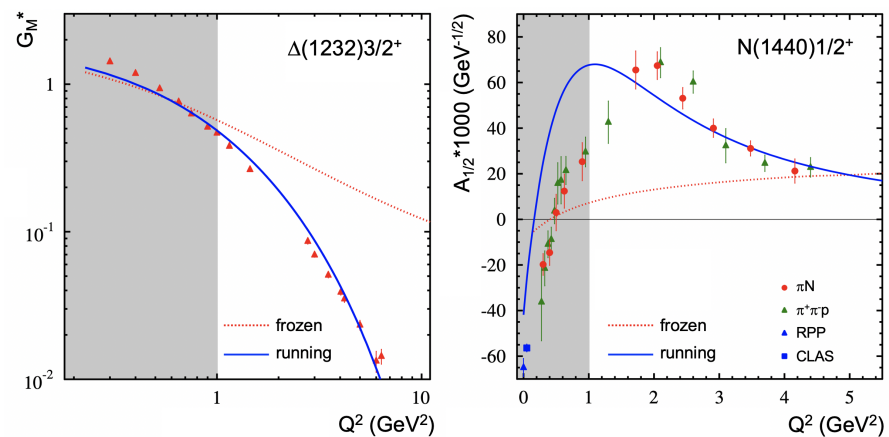 G_M*
Δ(1232)3/2⁺
1
10⁻¹
10⁻²
frozen
running
1
10
Q² (GeV²)
A₁/₂*1000 (GeV⁻¹/²)
N(1440)1/2⁺
80
60
40
20
0
-20
-40
-60
πN
π⁺π⁻p
RPP
CLAS
frozen
running
0
1
2
3
4
5
Q² (GeV²)